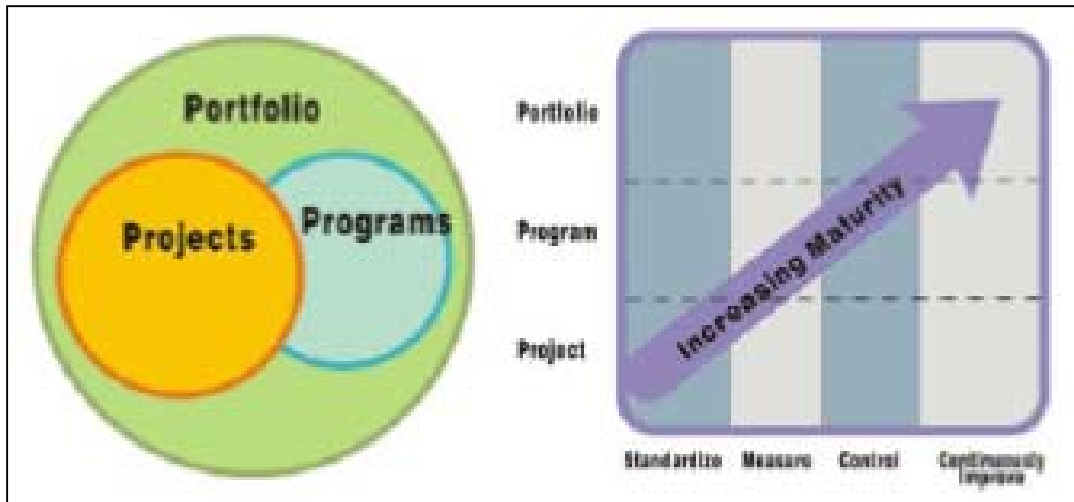 Portfolio
Projects
Programs
Portfolio
Program
Project
Increasing Maturity
Standardize
Measure
Control
Continuously
Improve